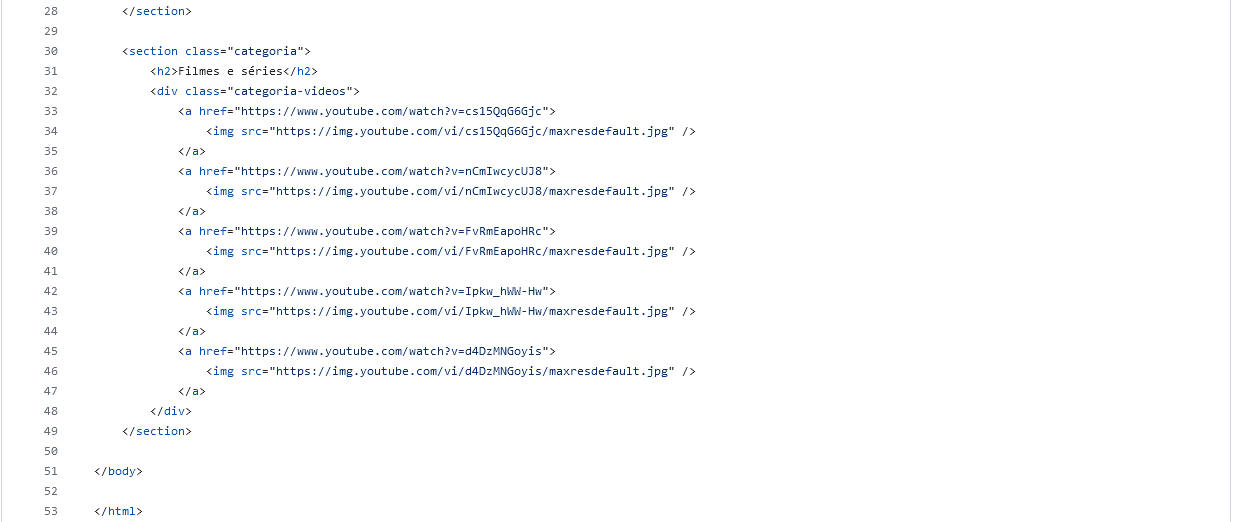 28 </section>
29
30 <section class="categoria">
31 <h2>Filmes e séries</h2>
32 <div class="categoria-videos">
33 <a href="https://www.youtube.com/watch?v=cs15QqG6Gjc">
34 <img src="https://img.youtube.com/vi/cs15QqG6Gjc/maxresdefault.jpg" />
35 </a>
36 <a href="https://www.youtube.com/watch?v=nCmIwcycUJ8">
37 <img src="https://img.youtube.com/vi/nCmIwcycUJ8/maxresdefault.jpg" />
38 </a>
39 <a href="https://www.youtube.com/watch?v=FvRmEapoHRc">
40 <img src="https://img.youtube.com/vi/FvRmEapoHRc/maxresdefault.jpg" />
41 </a>
42 <a href="https://www.youtube.com/watch?v=Ipkw_hWW-Hw">
43 <img src="https://img.youtube.com/vi/Ipkw_hWW-Hw/maxresdefault.jpg" />
44 </a>
45 <a href="https://www.youtube.com/watch?v=d4DzMNGoyis">
46 <img src="https://img.youtube.com/vi/d4DzMNGoyis/maxresdefault.jpg" />
47 </a>
48 </div>
49 </section>
50
51 </body>
52
53 </html>